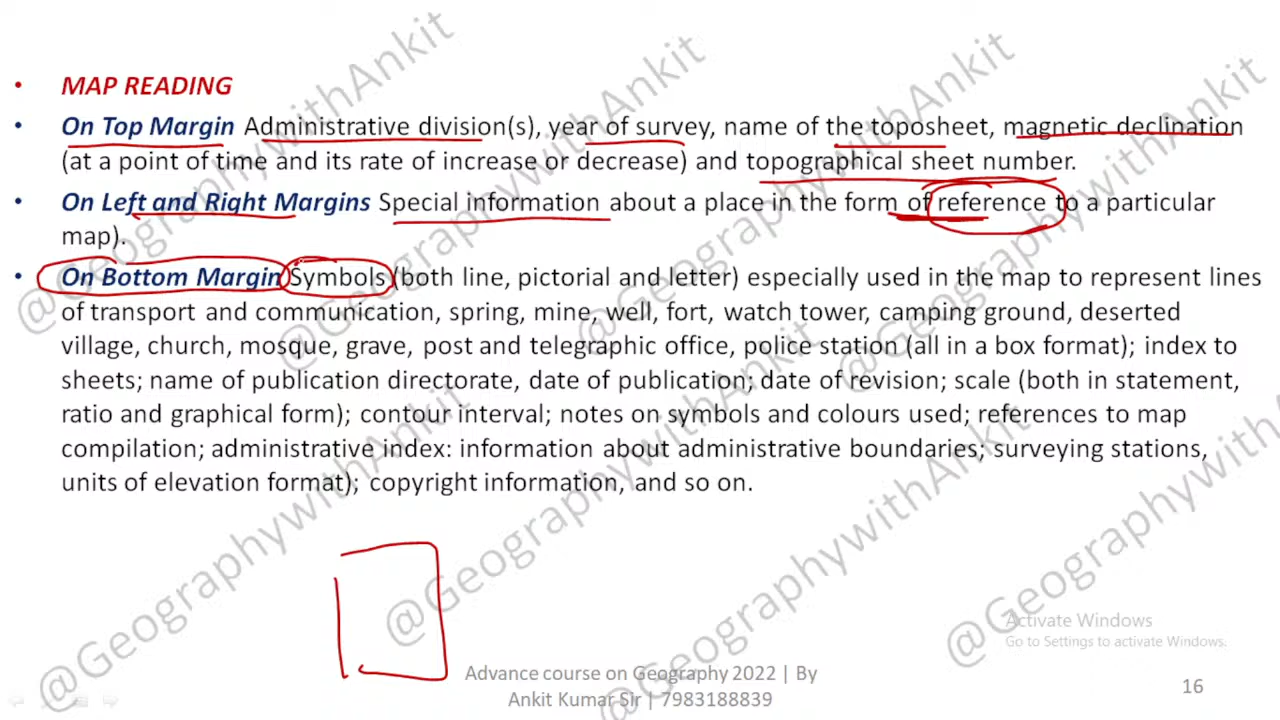 • MAP READING
• On Top Margin Administrative division(s), year of survey, name of the toposheet, magnetic declination
(at a point of time and its rate of increase or decrease) and topographical sheet number.
• On Left and Right Margins Special information about a place in the form of reference to a particular
map).
• On Bottom Margin Symbols (both line, pictorial and letter) especially used in the map to represent lines
of transport and communication, spring, mine, well, fort, watch tower, camping ground, deserted
village, church, mosque, grave, post and telegraphic office, police station (all in a box format); index to
sheets; name of publication directorate, date of publication; date of revision; scale (both in statement,
ratio and graphical form); contour interval; notes on symbols and colours used; references to map
compilation; administrative index: information about administrative boundaries; surveying stations,
units of elevation format); copyright information, and so on.
@GeographywithAnkit
@GeographywithAnkit
@GeographywithAnkit
@GeographywithAnkit
@GeographywithAnkit
@GeographywithAnkit
@GeographywithAnkit
@GeographywithAnkit
@GeographywithAnkit
Activate Windows
Go to Settings to activate Windows.
Advance course on Geography 2022 | By
Ankit Kumar Sir | 7983188839
16